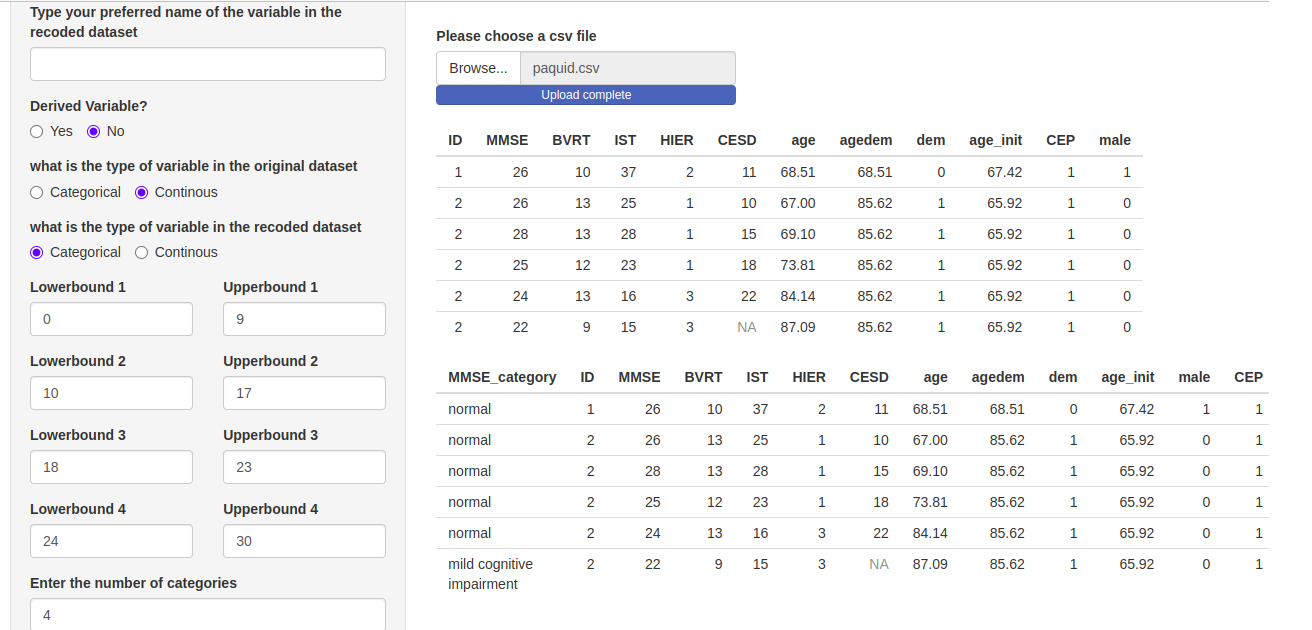 Type your preferred name of the variable in the
recoded dataset
Derived Variable?
Yes No
what is the type of variable in the original dataset
Categorical Continous
what is the type of variable in the recoded dataset
Categorical Continous
Lowerbound 1 Upperbound 1
0 9
Lowerbound 2 Upperbound 2
10 17
Lowerbound 3 Upperbound 3
18 23
Lowerbound 4 Upperbound 4
24 30
Enter the number of categories
4
Please choose a csv file
Browse... paquid.csv
Upload complete
ID MMSE BVRT IST HIER CESD age agedem dem age_init CEP male
1 26 10 37 2 11 68.51 68.51 0 67.42 1 1
2 26 13 25 1 10 67.00 85.62 1 65.92 1 0
2 28 13 28 1 15 69.10 85.62 1 65.92 1 0
2 25 12 23 1 18 73.81 85.62 1 65.92 1 0
2 24 13 16 3 22 84.14 85.62 1 65.92 1 0
2 22 9 15 3 NA 87.09 85.62 1 65.92 1 0
MMSE_category ID MMSE BVRT IST HIER CESD age agedem dem age_init male CEP
normal 1 26 10 37 2 11 68.51 68.51 0 67.42 1 1
normal 2 26 13 25 1 10 67.00 85.62 1 65.92 0 1
normal 2 28 13 28 1 15 69.10 85.62 1 65.92 0 1
normal 2 25 12 23 1 18 73.81 85.62 1 65.92 0 1
normal 2 24 13 16 3 22 84.14 85.62 1 65.92 0 1
mild cognitive 2 22 9 15 3 NA 87.09 85.62 1 65.92 0 1
impairment